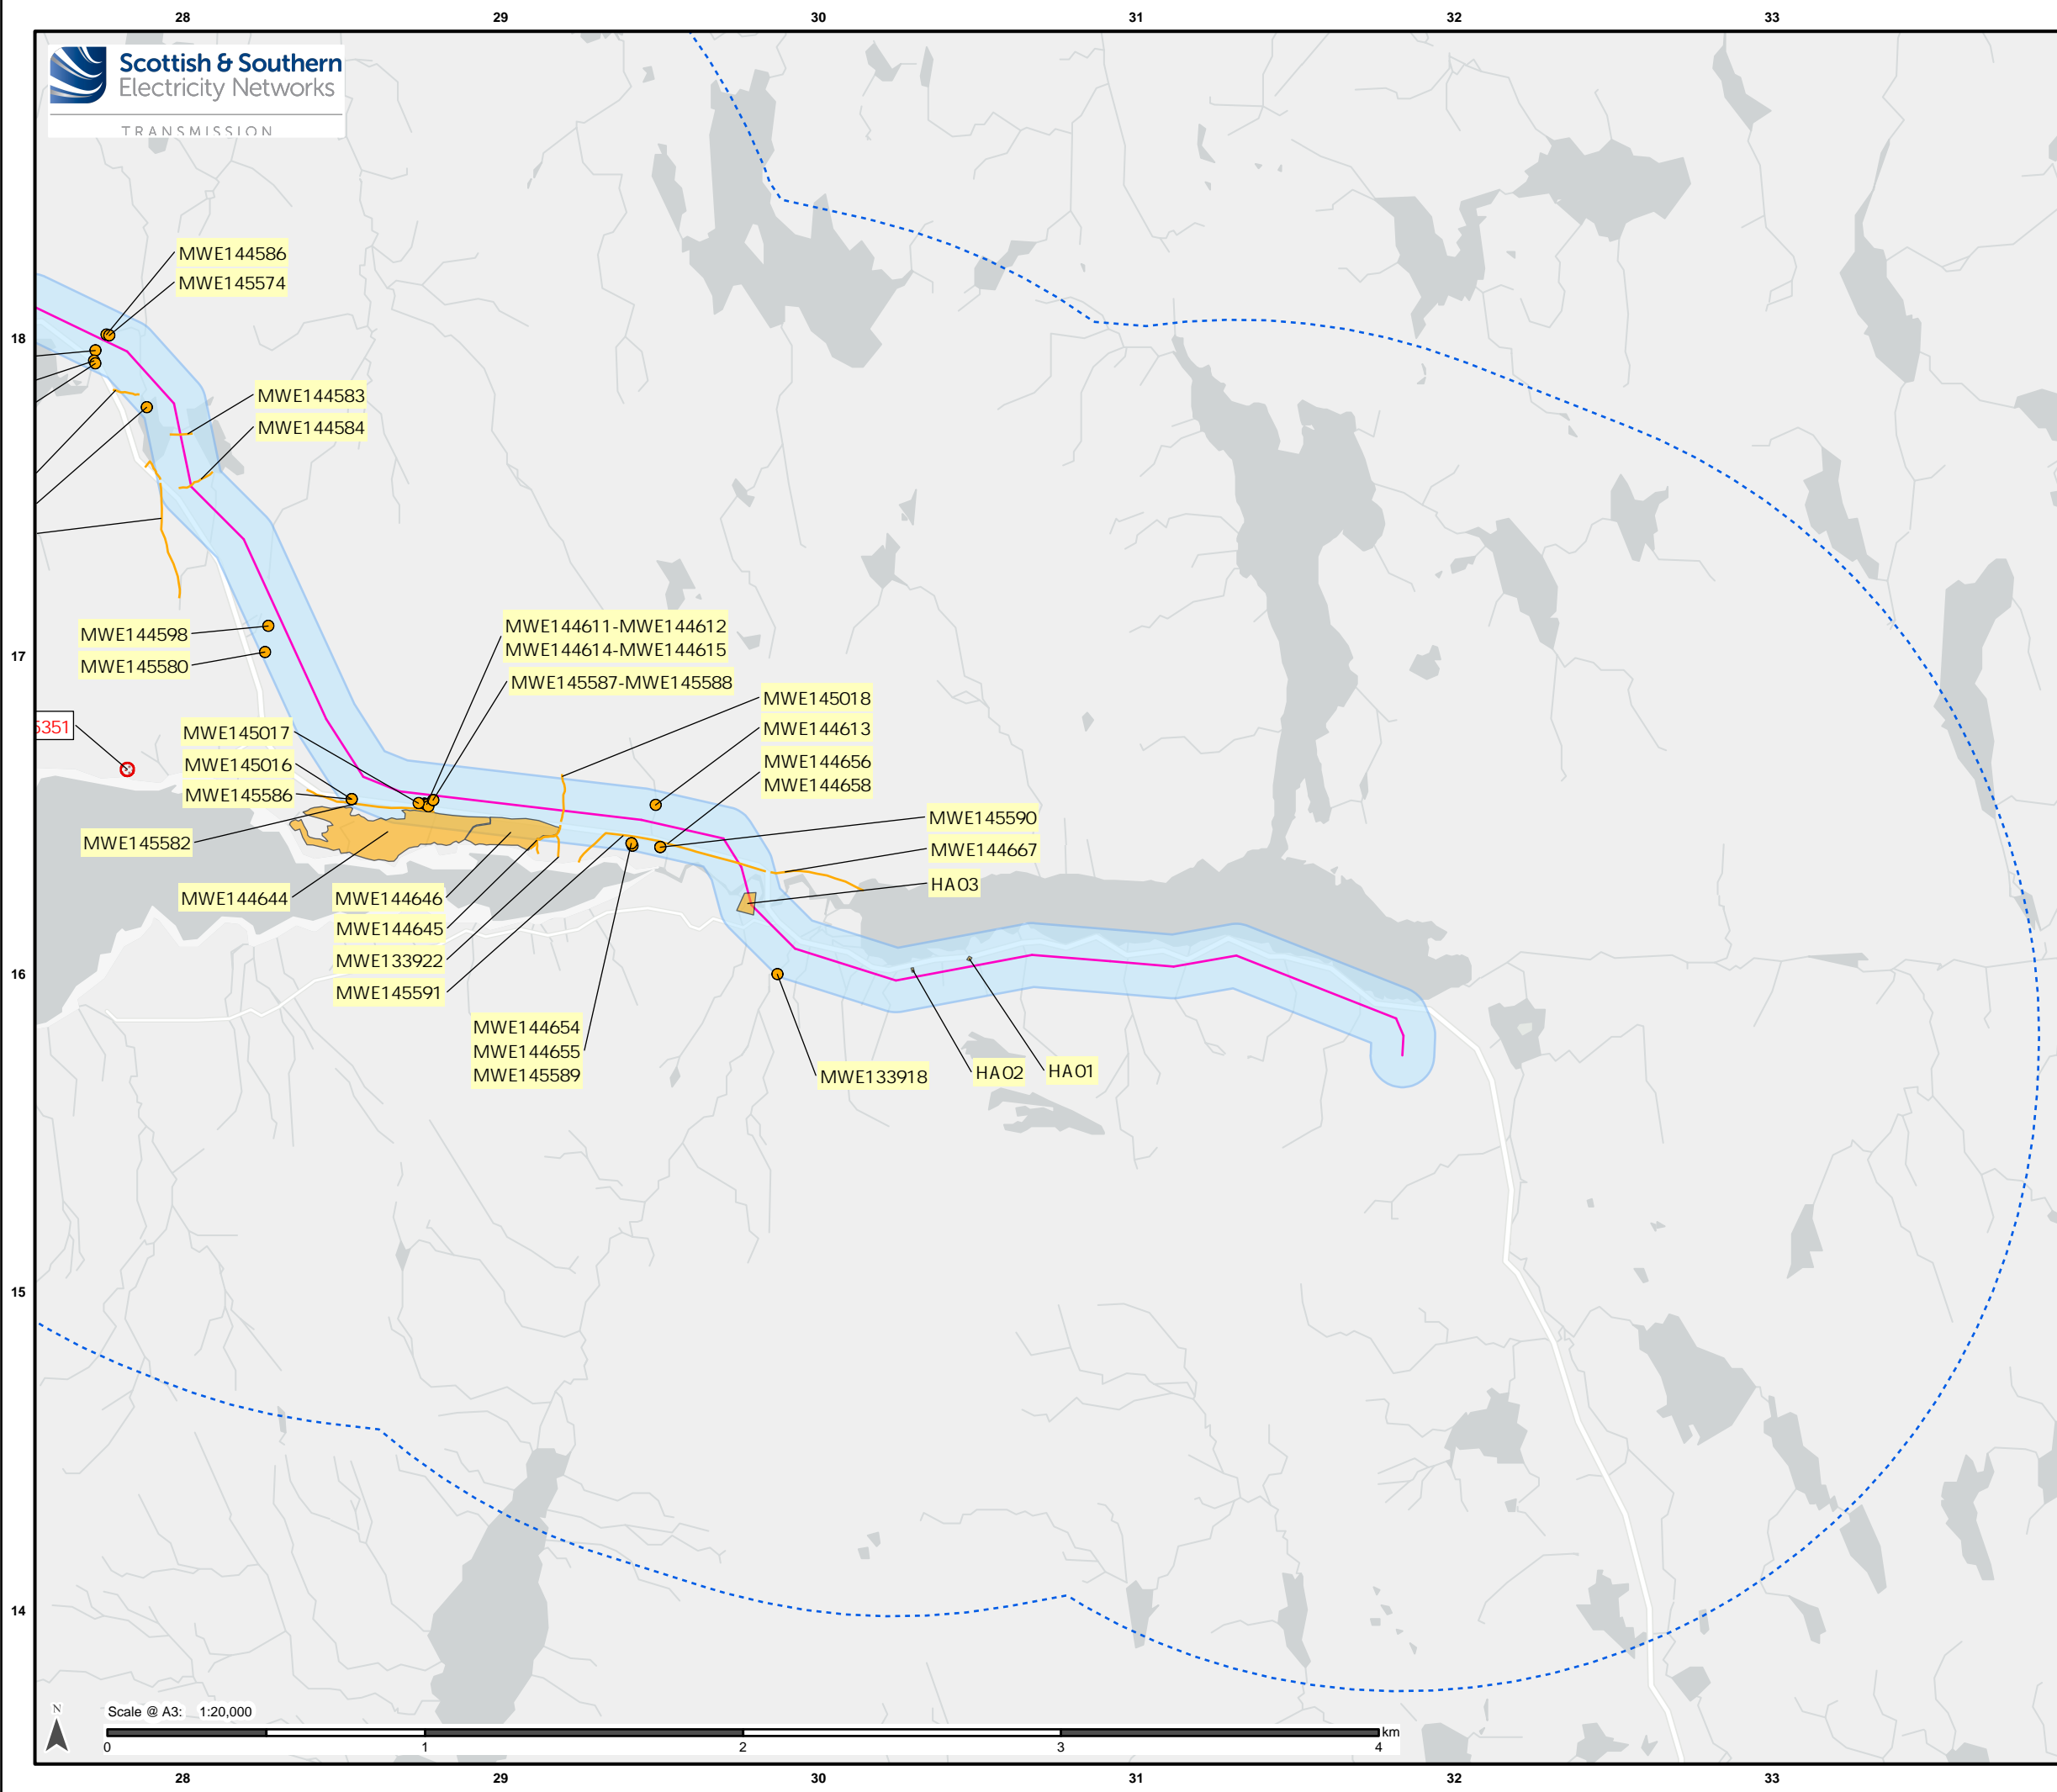 28 29 30 31 32 33
Scottish & Southern
Electricity Networks
TRANSMISSION
MWE144586
MWE145574
18
MWE144583
MWE144584
MWE144611-MWE144612
MWE144614-MWE144615
MWE144598
17
MWE145580
MWE145587-MWE145588
MWE145018
5351
MWE145017
MWE144613
MWE145016
MWE144656
MWE145586
MWE144658
MWE145590
MWE145582
MWE144667
HA03
MWE144644
MWE144646
MWE144645
MWE133922
16
MWE145591
MWE144654
MWE144655
MWE145589
MWE133918
HA02
HA01
15
14
N
Scale @ A3: 1:20,000
km
0 1 2 3 4
28 29 30 31 32 33